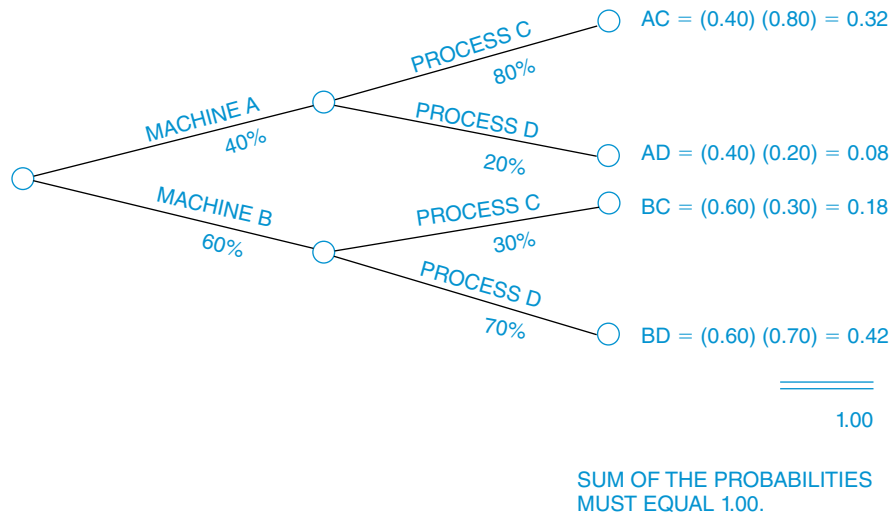 PROCESS C
80%
AC = (0.40) (0.80) = 0.32
MACHINE A
40%
PROCESS D
20%
AD = (0.40) (0.20) = 0.08
MACHINE B
60%
PROCESS C
30%
BC = (0.60) (0.30) = 0.18
PROCESS D
70%
BD = (0.60) (0.70) = 0.42
1.00
SUM OF THE PROBABILITIES
MUST EQUAL 1.00.